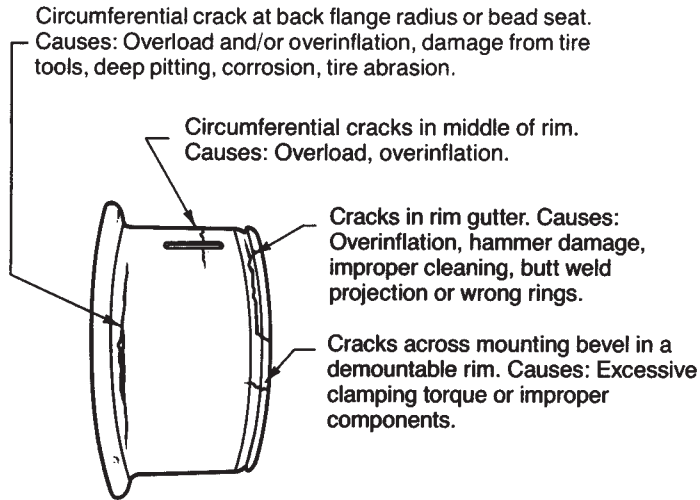 Circumferential crack at back flange radius or bead seat.
Causes: Overload and/or overinflation, damage from tire
tools, deep pitting, corrosion, tire abrasion.
Circumferential cracks in middle of rim.
Causes: Overload, overinflation.
Cracks in rim gutter. Causes:
Overinflation, hammer damage,
improper cleaning, butt weld
projection or wrong rings.
Cracks across mounting bevel in a
demountable rim. Causes: Excessive
clamping torque or improper
components.